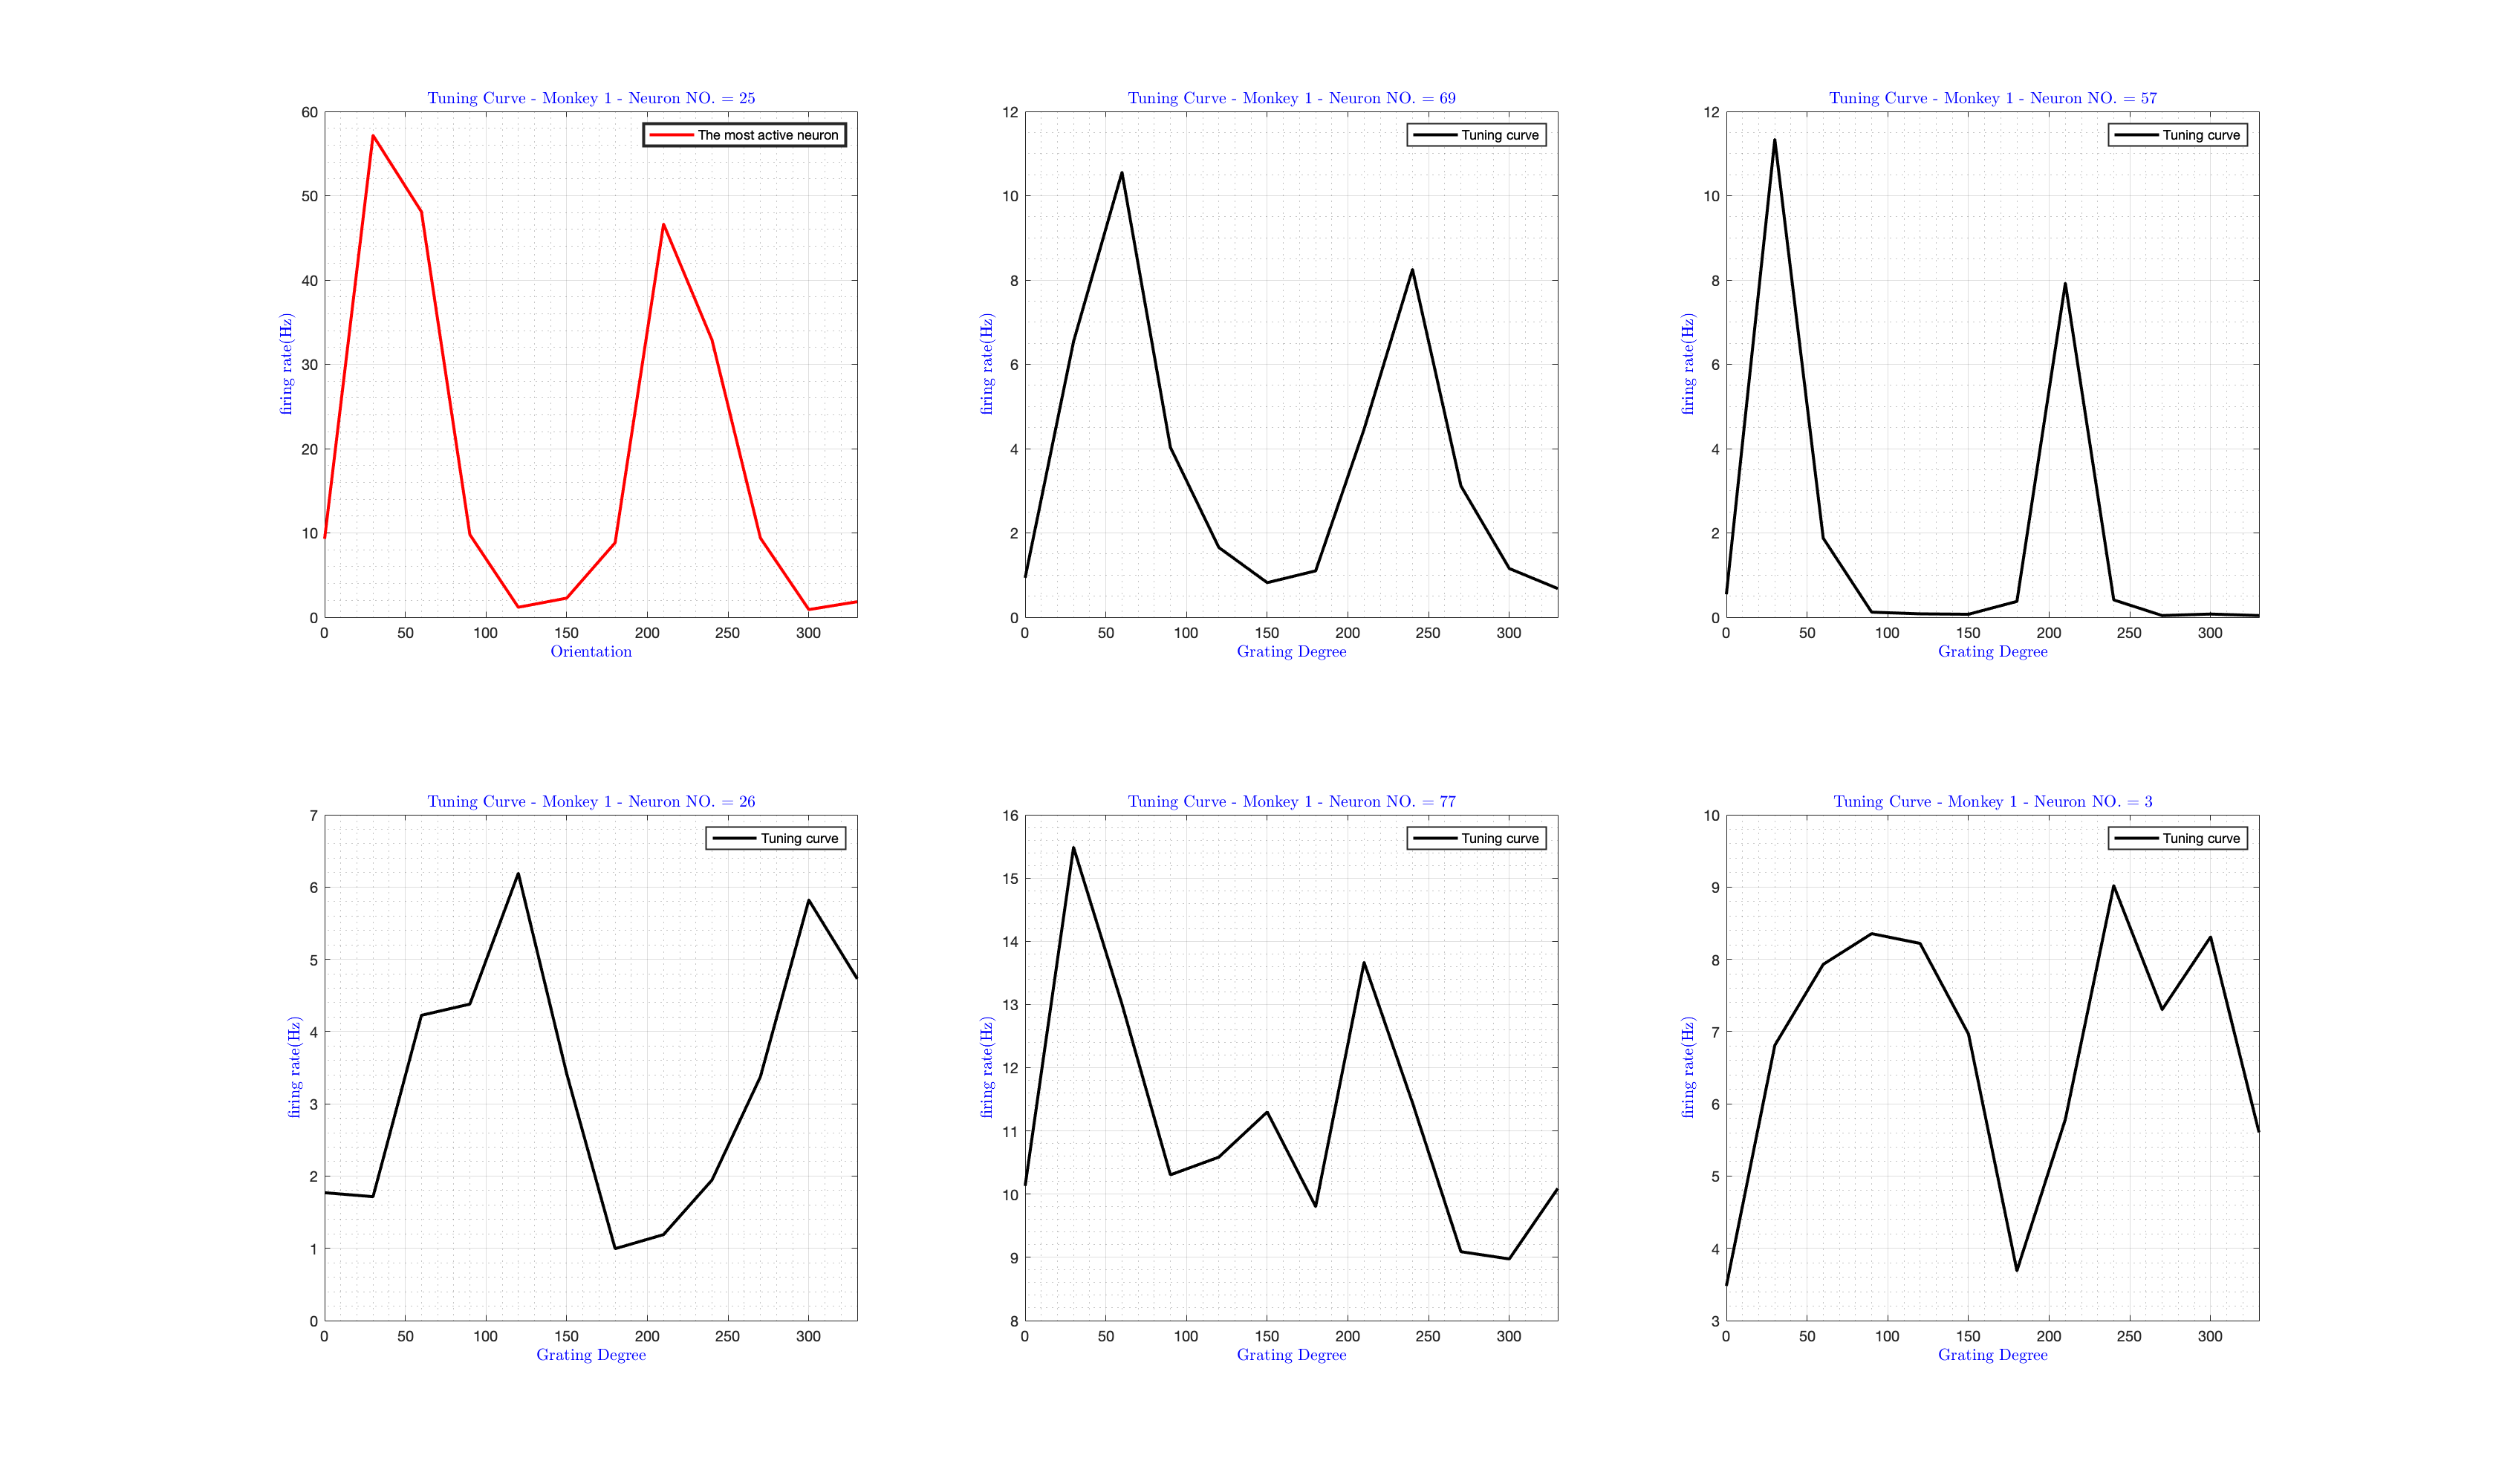 Tuning Curve - Monkey 1 - Neuron NO. = 25
60
50
40
30
20
10
0
firing rate(Hz)
The most active neuron
0 50 100 150 200 250 300
Orientation
Tuning Curve - Monkey 1 - Neuron NO. = 69
12
10
8
6
4
2
0
firing rate(Hz)
Tuning curve
0 50 100 150 200 250 300
Grating Degree
Tuning Curve - Monkey 1 - Neuron NO. = 57
12
10
8
6
4
2
0
firing rate(Hz)
Tuning curve
0 50 100 150 200 250 300
Grating Degree
Tuning Curve - Monkey 1 - Neuron NO. = 26
7
6
5
4
3
2
1
0
firing rate(Hz)
Tuning curve
0 50 100 150 200 250 300
Grating Degree
Tuning Curve - Monkey 1 - Neuron NO. = 77
16
15
14
13
12
11
10
9
8
firing rate(Hz)
Tuning curve
0 50 100 150 200 250 300
Grating Degree
Tuning Curve - Monkey 1 - Neuron NO. = 3
10
9
8
7
6
5
4
3
firing rate(Hz)
Tuning curve
0 50 100 150 200 250 300
Grating Degree